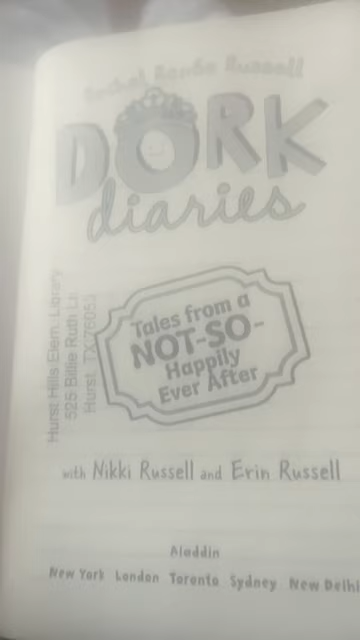 Rachel Renée Russell
DORK
diaries
Tales from a
NOT-SO-
Happily
Ever After
Hurst Hills Elem. Library
525 Billie Ruth
Hurst, TX 76053
with Nikki Russell and Erin Russell
Aladdin
New York London Toronto Sydney New Delhi